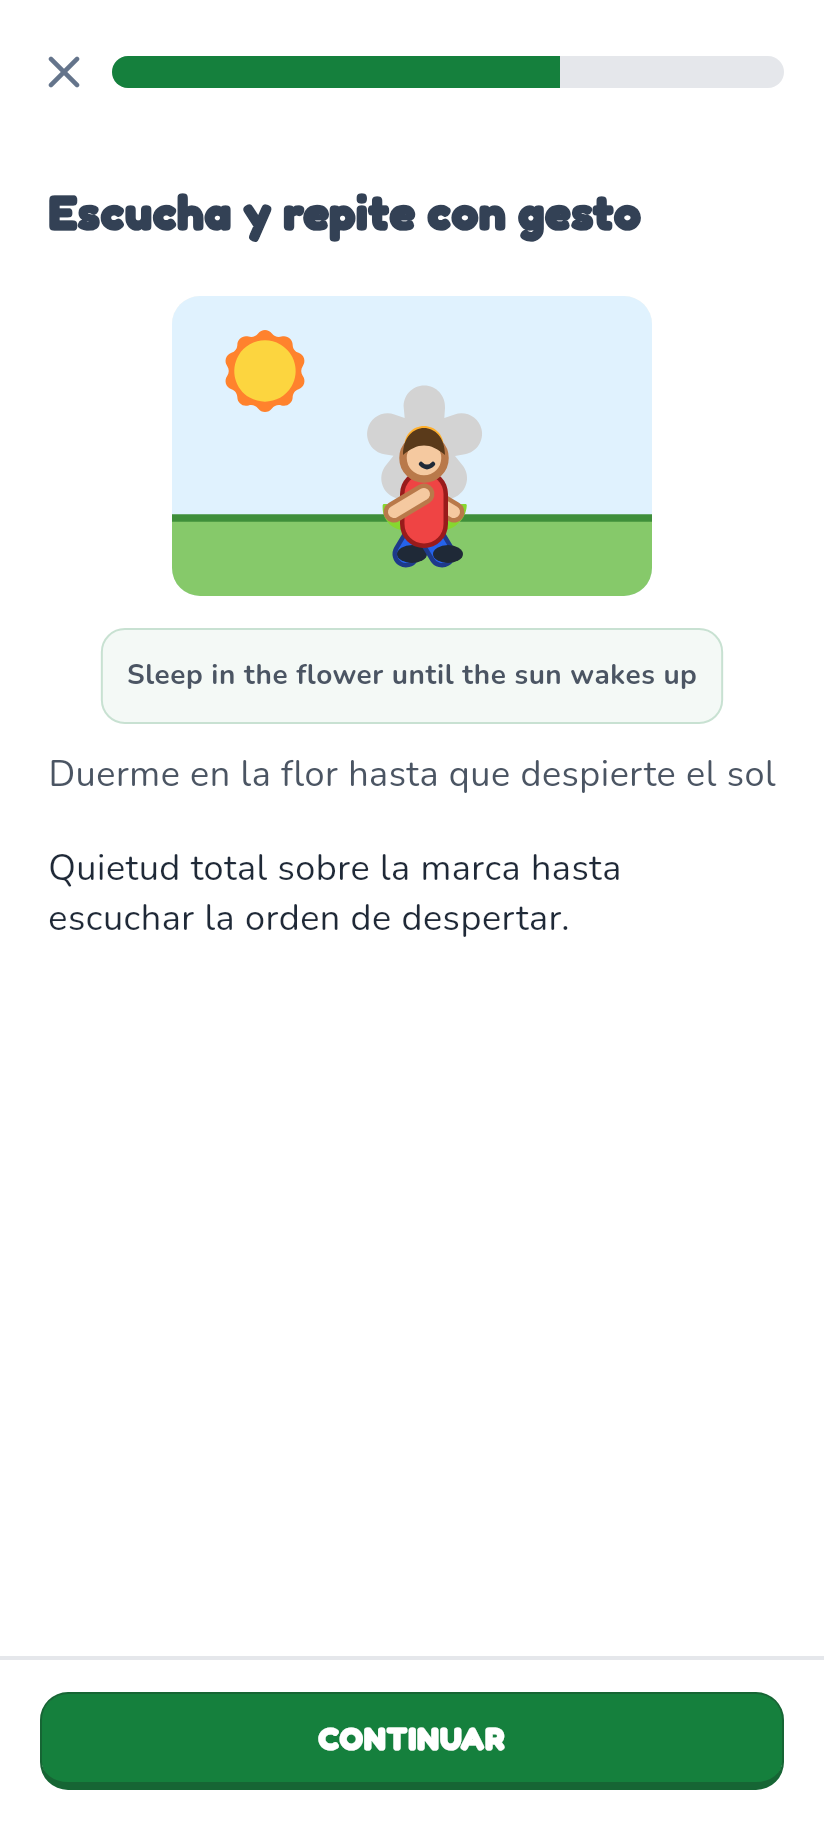 Escucha y repite con gesto
Sleep in the flower until the sun wakes up
Duerme en la flor hasta que despierte el sol
Quietud total sobre la marca hasta
escuchar la orden de despertar.
CONTINUAR